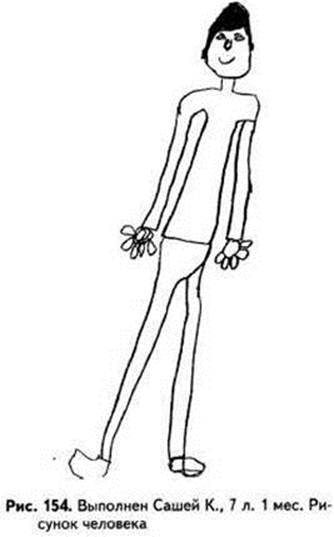 Рис. 154. Выполнен Сашей К., 7 л. 1 мес. Ри-
сунок человека